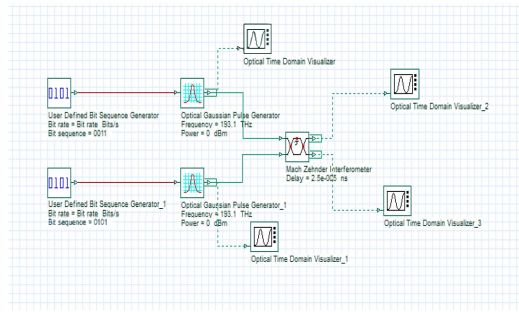 Optical Time Domain Visualizer
0101
User Defined Bit Sequence Generator
Bit rate = Bit rate Bits/s
Bit sequence = 0011
Optical Gaussian Pulse Generator
Frequency = 193.1 THz
Power = 0 dBm
Optical Time Domain Visualizer_2
Mach Zehnder Interferometer
Delay = 2.5e-005 ns
0101
User Defined Bit Sequence Generator_1
Bit rate = Bit rate Bits/s
Bit sequence = 0101
Optical Gaussian Pulse Generator_1
Frequency = 193.1 THz
Power = 0 dBm
Optical Time Domain Visualizer_3
Optical Time Domain Visualizer_1